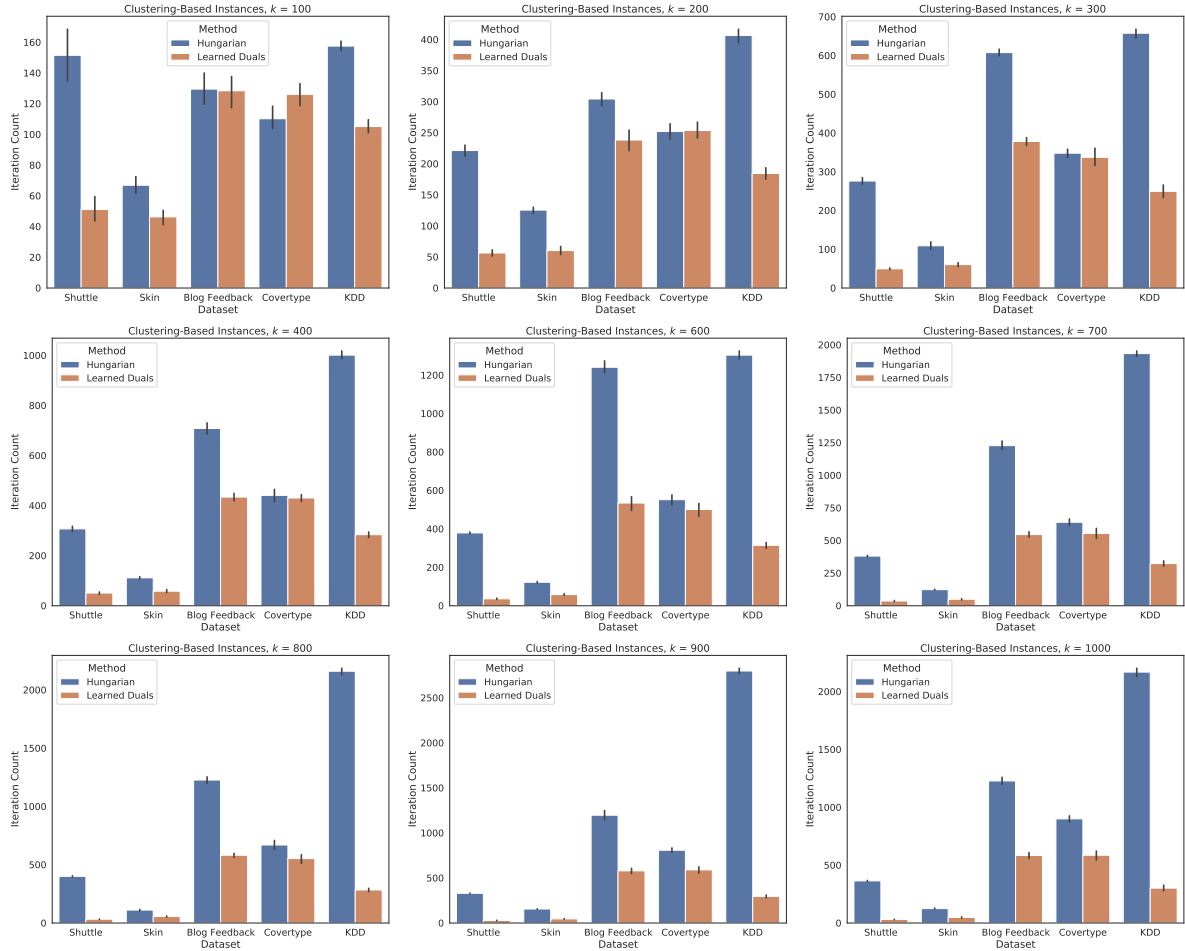 Clustering-Based Instances, k = 100
Iteration Count
160
140
120
100
80
60
40
20
0
Method
Hungarian
Learned Duals
Shuttle Skin Blog Feedback Covertype KDD
Dataset
Clustering-Based Instances, k = 200
Iteration Count
400
350
300
250
200
150
100
50
0
Method
Hungarian
Learned Duals
Shuttle Skin Blog Feedback Covertype KDD
Dataset
Clustering-Based Instances, k = 300
Iteration Count
700
600
500
400
300
200
100
0
Method
Hungarian
Learned Duals
Shuttle Skin Blog Feedback Covertype KDD
Dataset
Clustering-Based Instances, k = 400
Iteration Count
1000
800
600
400
200
0
Method
Hungarian
Learned Duals
Shuttle Skin Blog Feedback Covertype KDD
Dataset
Clustering-Based Instances, k = 600
Iteration Count
1200
1000
800
600
400
200
0
Method
Hungarian
Learned Duals
Shuttle Skin Blog Feedback Covertype KDD
Dataset
Clustering-Based Instances, k = 700
Iteration Count
2000
1750
1500
1250
1000
750
500
250
0
Method
Hungarian
Learned Duals
Shuttle Skin Blog Feedback Covertype KDD
Dataset
Clustering-Based Instances, k = 800
Iteration Count
2000
1500
1000
500
0
Method
Hungarian
Learned Duals
Shuttle Skin Blog Feedback Covertype KDD
Dataset
Clustering-Based Instances, k = 900
Iteration Count
2500
2000
1500
1000
500
0
Method
Hungarian
Learned Duals
Shuttle Skin Blog Feedback Covertype KDD
Dataset
Clustering-Based Instances, k = 1000
Iteration Count
2000
1500
1000
500
0
Method
Hungarian
Learned Duals
Shuttle Skin Blog Feedback Covertype KDD
Dataset